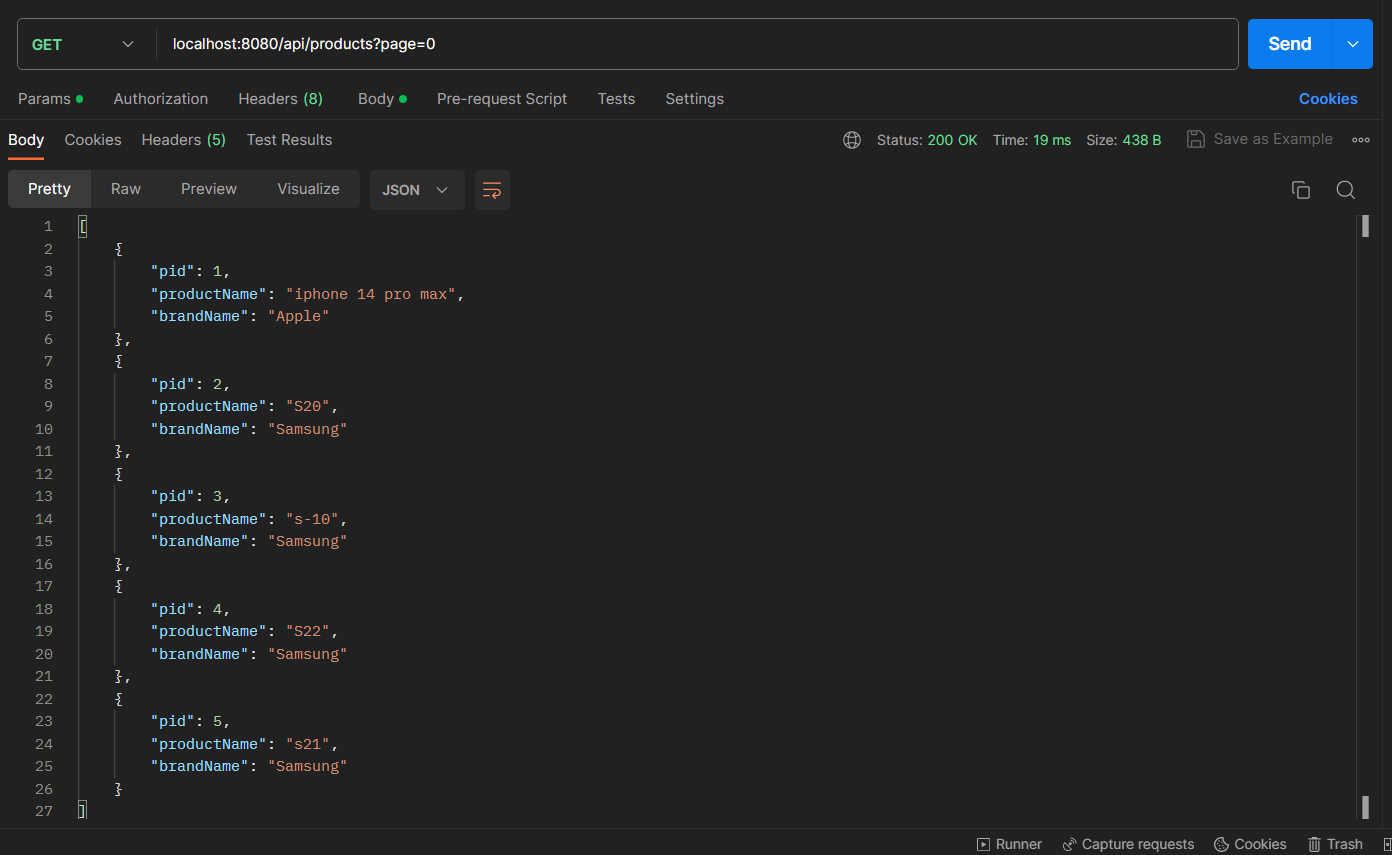 GET localhost:8080/api/products?page=0 Send
Params Authorization Headers (8) Body Pre-request Script Tests Settings Cookies
Body Cookies Headers (5) Test Results Status: 200 OK Time: 19 ms Size: 438 B Save as Example
Pretty Raw Preview Visualize JSON
1 [
2 {
3 "pid": 1,
4 "productName": "iphone 14 pro max",
5 "brandName": "Apple"
6 },
7 {
8 "pid": 2,
9 "productName": "S20",
10 "brandName": "Samsung"
11 },
12 {
13 "pid": 3,
14 "productName": "s-10",
15 "brandName": "Samsung"
16 },
17 {
18 "pid": 4,
19 "productName": "S22",
20 "brandName": "Samsung"
21 },
22 {
23 "pid": 5,
24 "productName": "s21",
25 "brandName": "Samsung"
26 }
27 ]
Runner Capture requests Cookies Trash